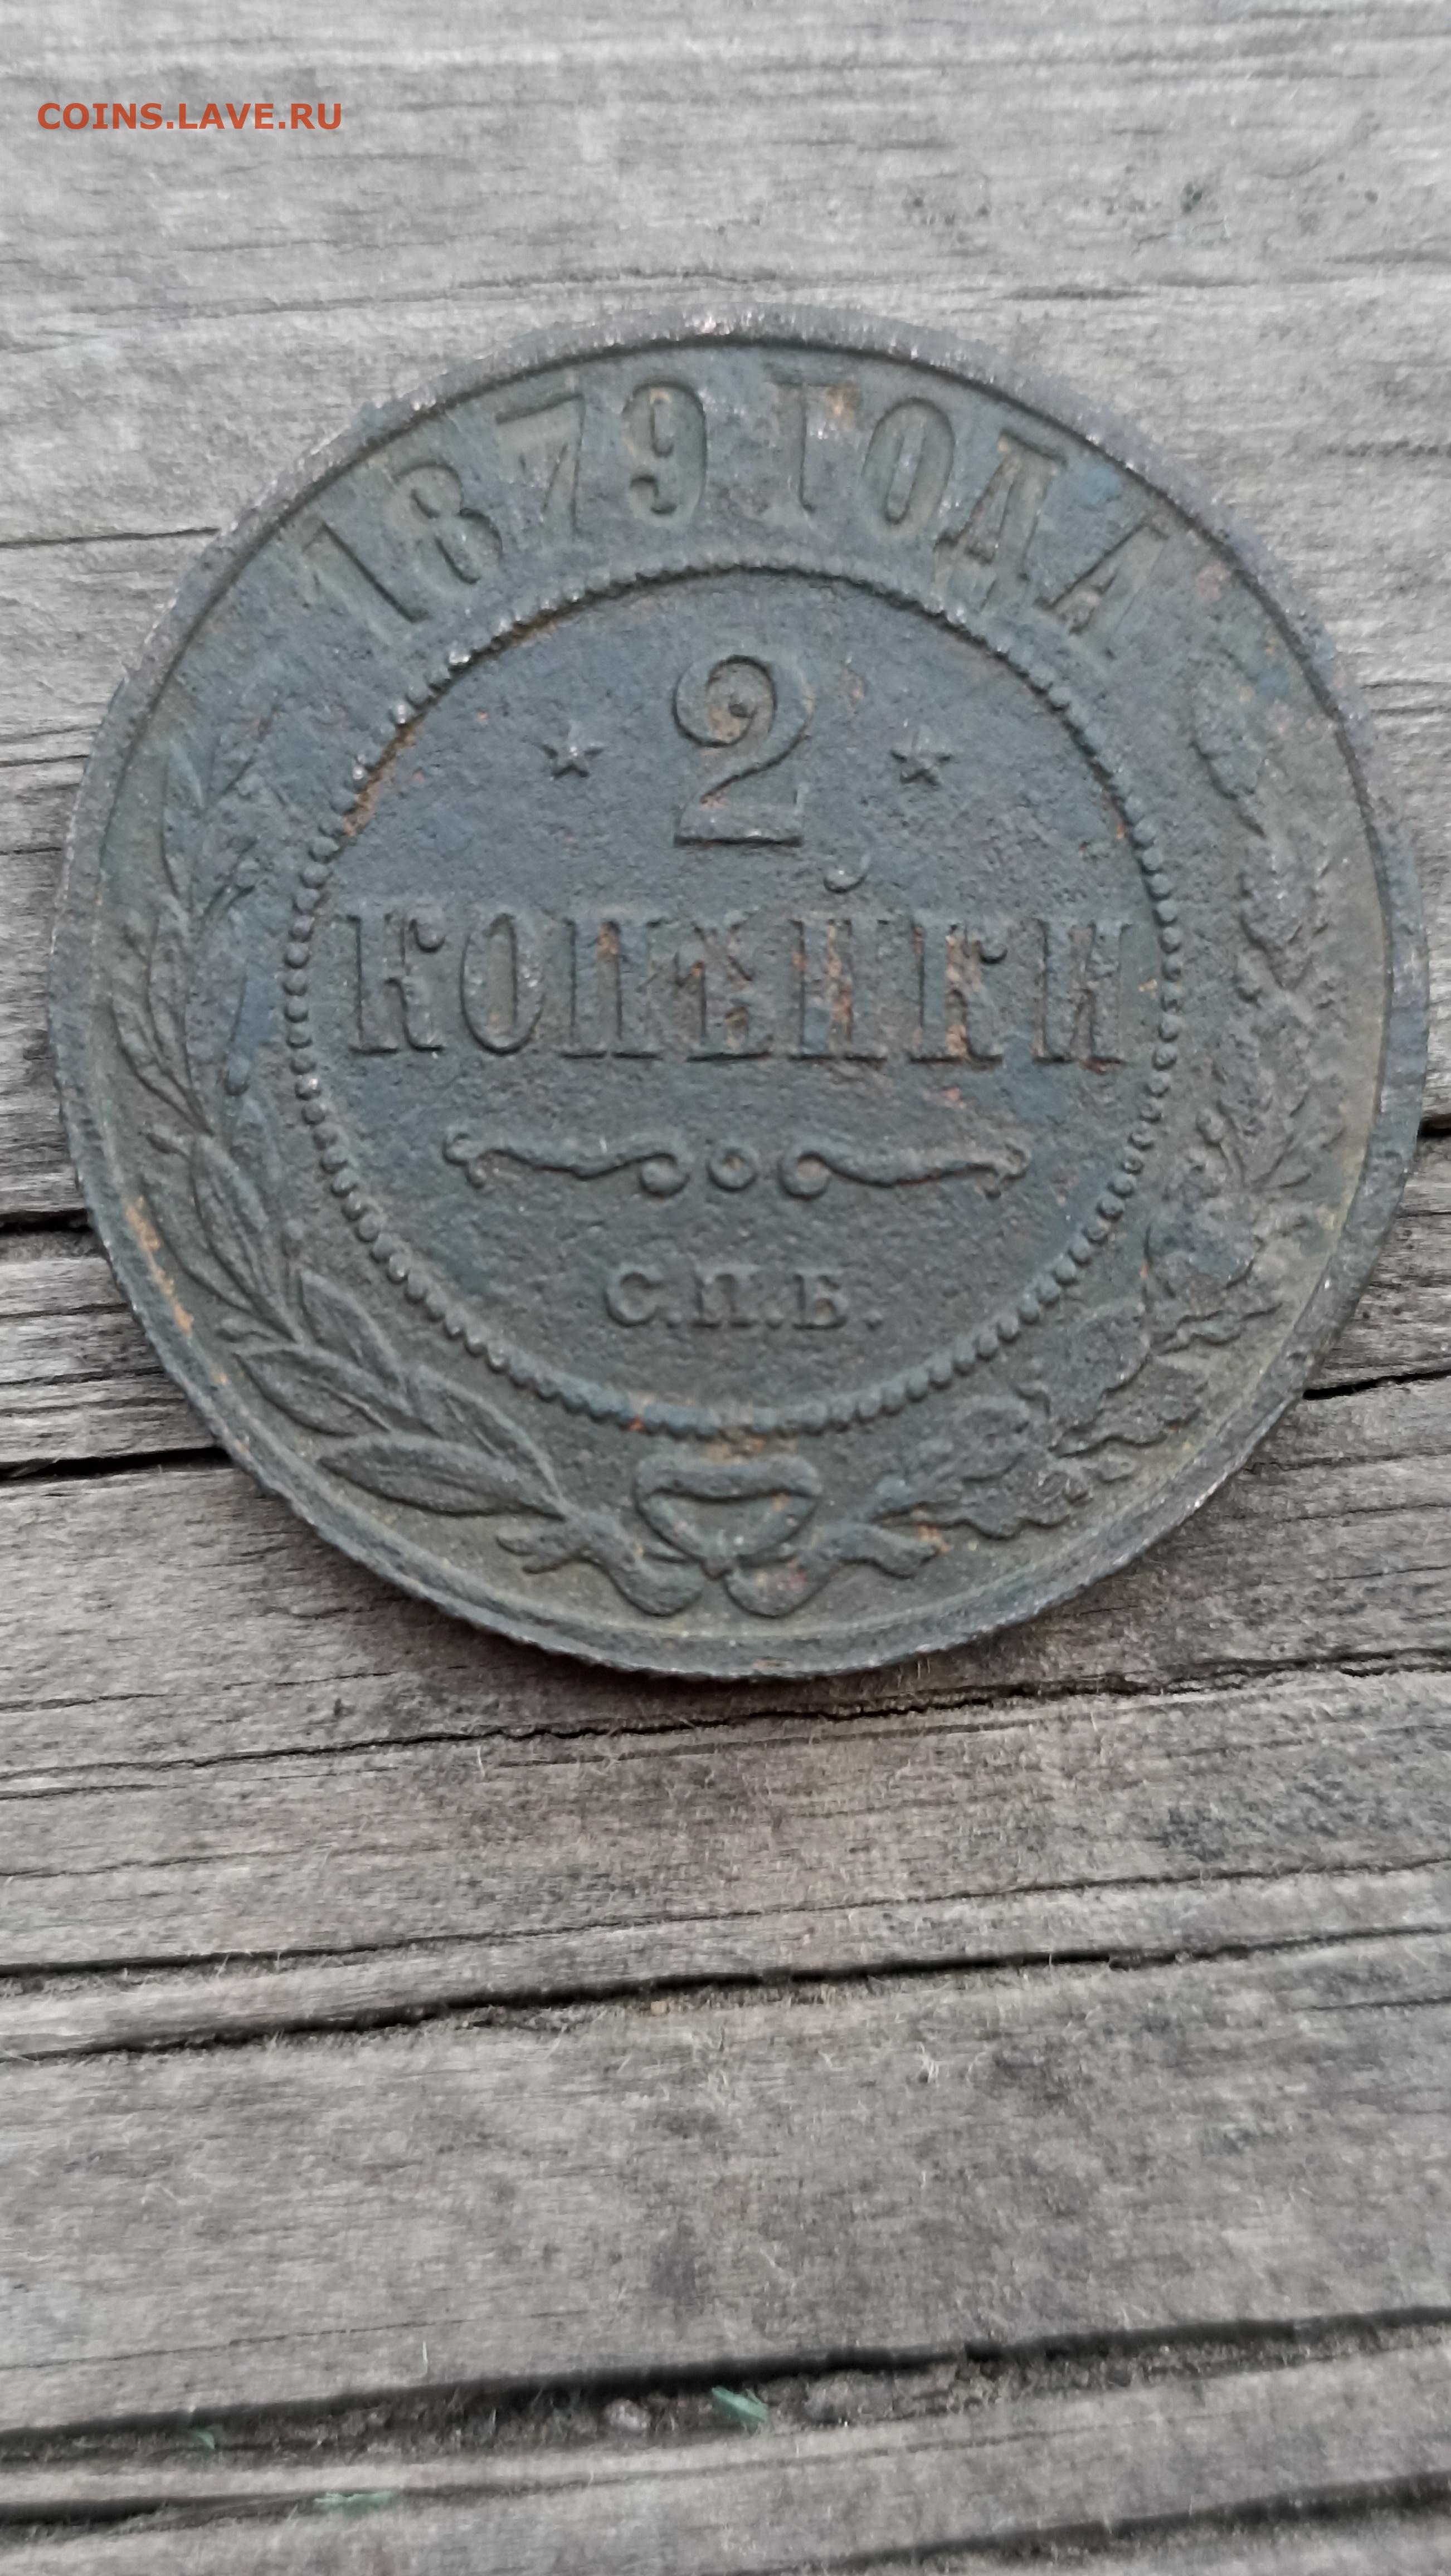 COINS.LAVE.RU
1879 ГОДА
2
КОПѢЙКИ
С.П.Б.